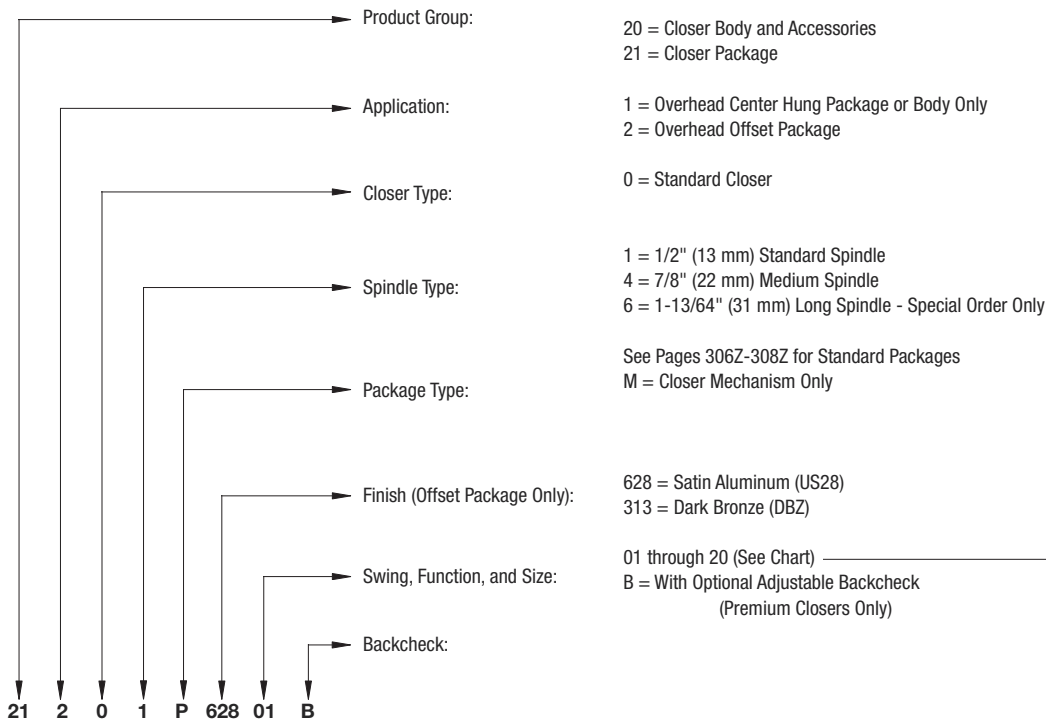 Product Group:
20 = Closer Body and Accessories
21 = Closer Package
Application:
1 = Overhead Center Hung Package or Body Only
2 = Overhead Offset Package
Closer Type:
0 = Standard Closer
Spindle Type:
1 = 1/2" (13 mm) Standard Spindle
4 = 7/8" (22 mm) Medium Spindle
6 = 1-13/64" (31 mm) Long Spindle - Special Order Only
Package Type:
See Pages 306Z-308Z for Standard Packages
M = Closer Mechanism Only
Finish (Offset Package Only):
628 = Satin Aluminum (US28)
313 = Dark Bronze (DBZ)
Swing, Function, and Size:
01 through 20 (See Chart)
B = With Optional Adjustable Backcheck
(Premium Closers Only)
Backcheck:
21 2 0 1 P 628 01 B